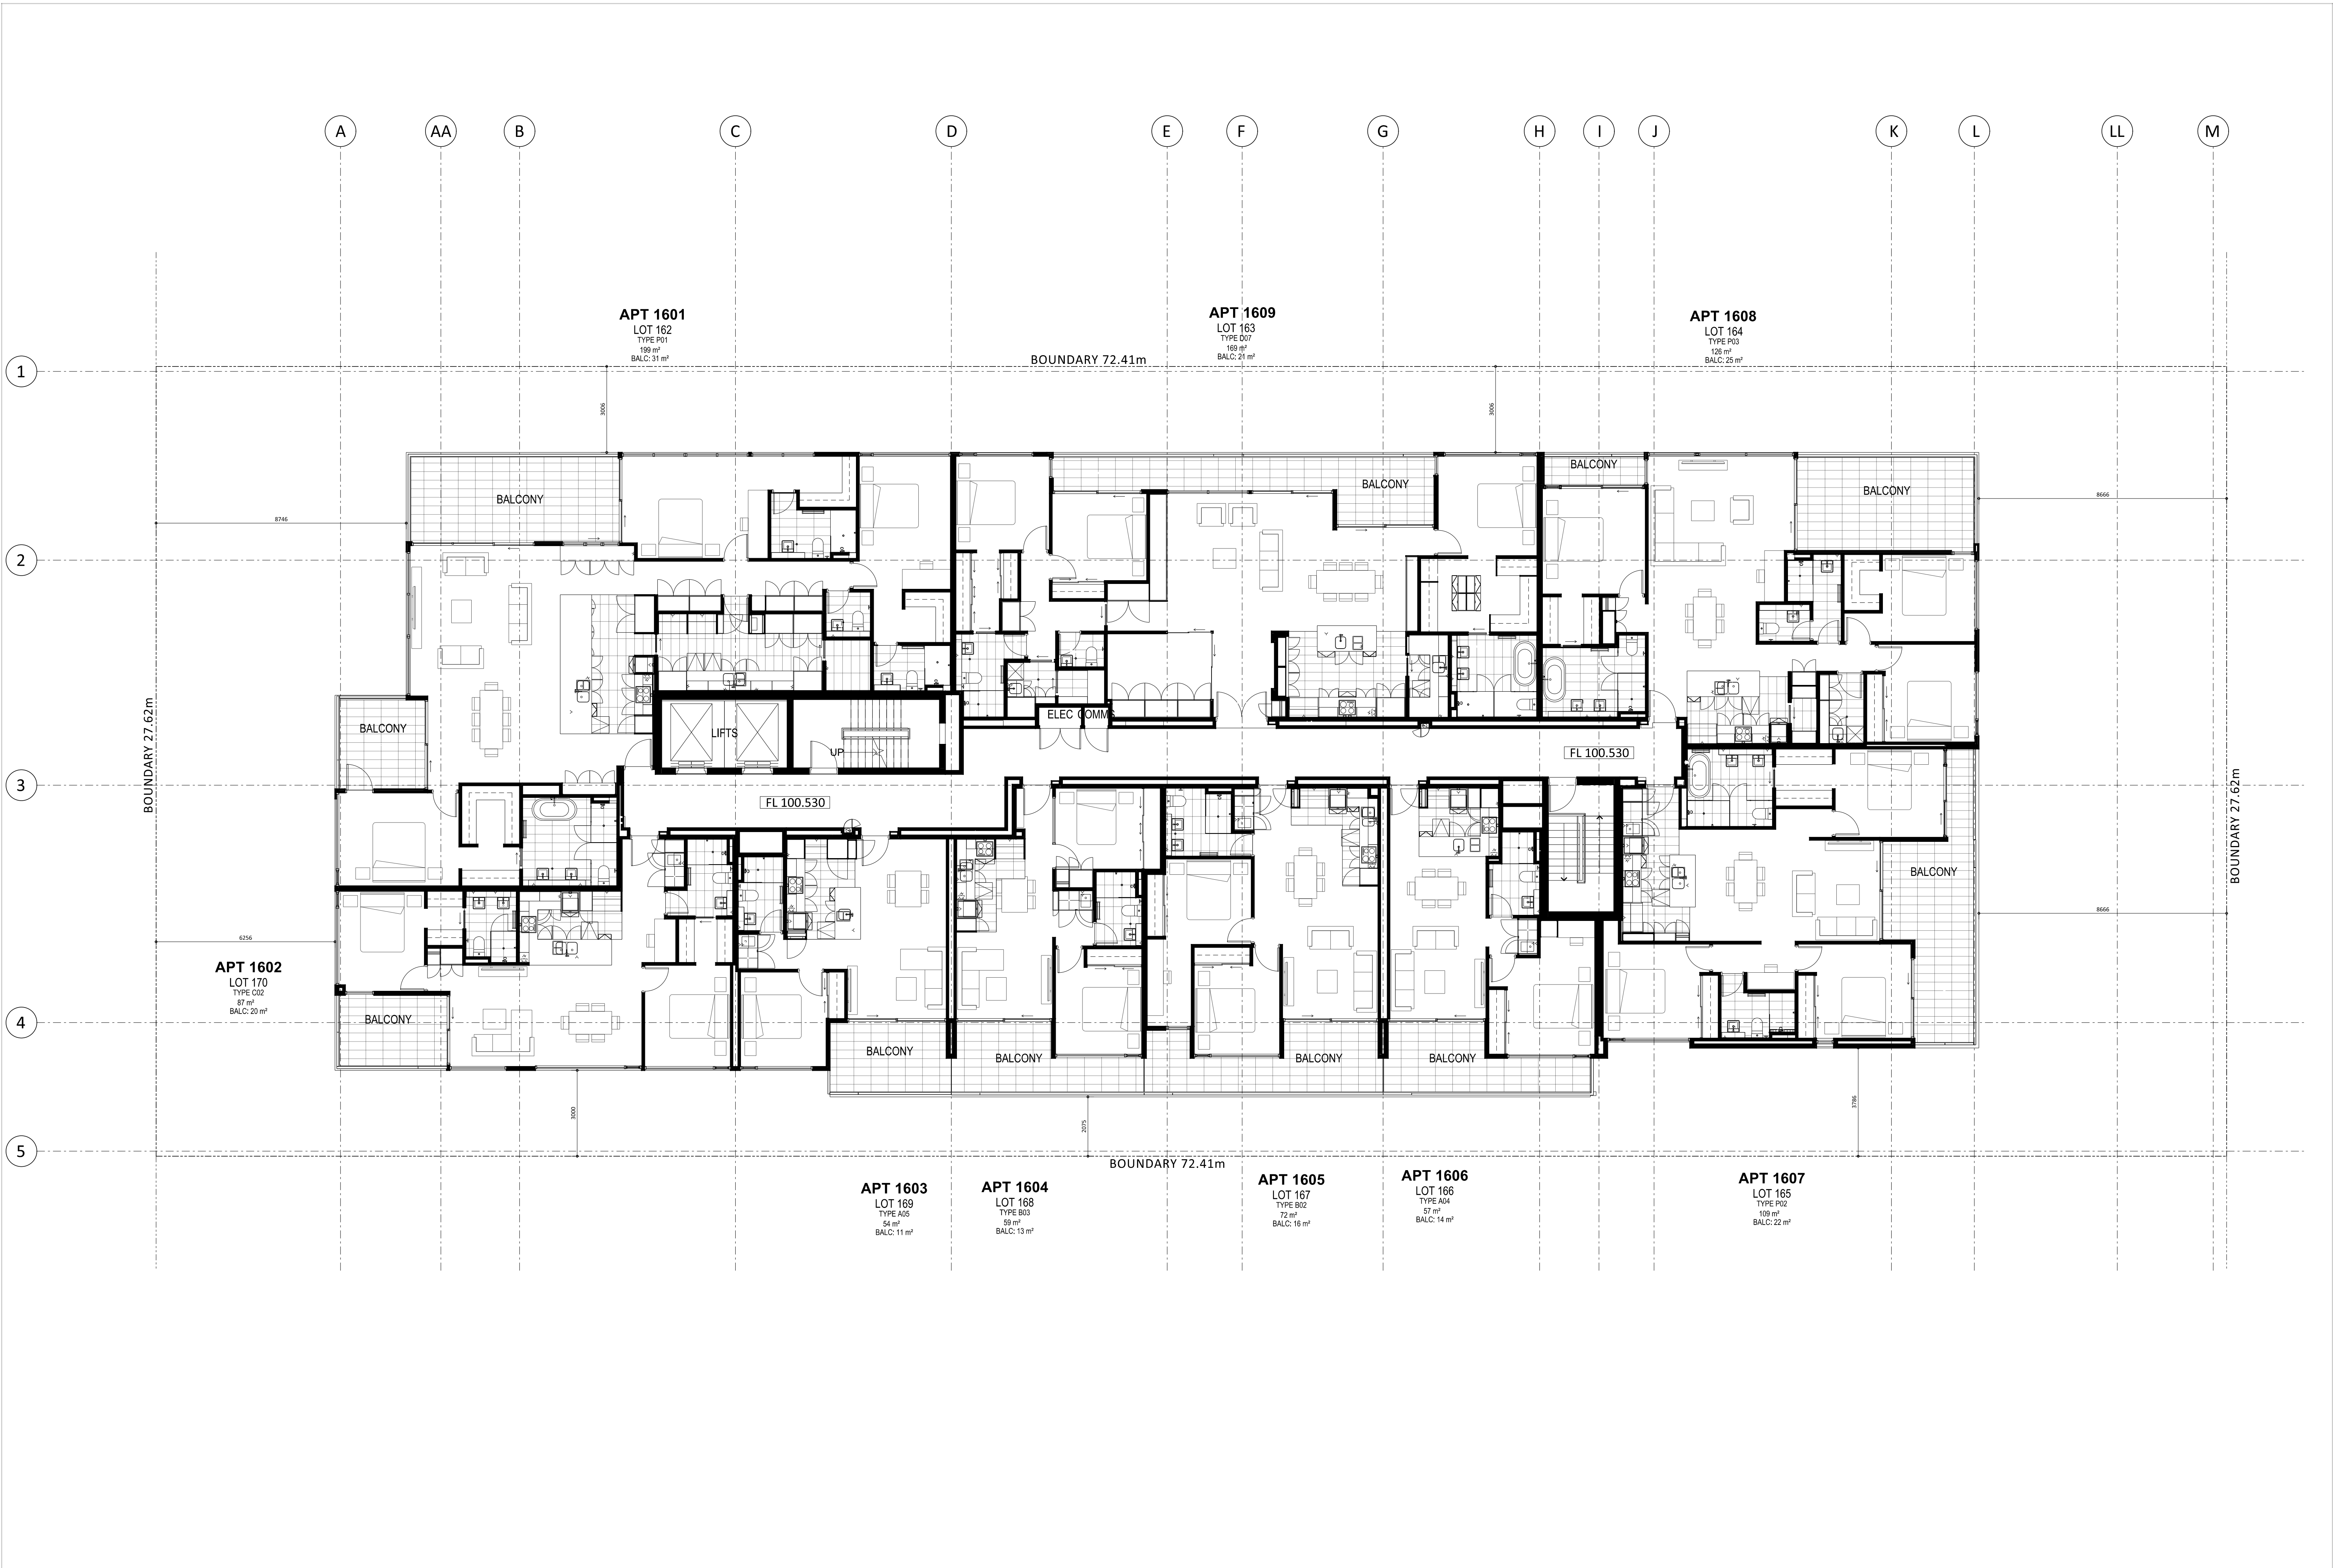 A
AA
B
C
D
E
F
G
H
I
J
K
L
LL
M
APT 1601
LOT 162
TYPE P01
199 m²
BALC: 31 m²
APT 1609
LOT 163
TYPE D07
169 m²
BALC: 21 m²
APT 1608
LOT 164
TYPE P03
126 m²
BALC: 25 m²
BOUNDARY 72.41m
1
3006
3006
BALCONY
BALCONY
BALCONY
BALCONY
8746
8666
2
BOUNDARY 27.62m
BALCONY
LIFTS
UP
ELEC COMMS
FL 100.530
3
FL 100.530
BOUNDARY 27.62m
BALCONY
6256
8666
APT 1602
LOT 170
TYPE C02
87 m²
BALC: 20 m²
4
BALCONY
BALCONY
BALCONY
BALCONY
BALCONY
3000
2075
3786
5
BOUNDARY 72.41m
APT 1603
LOT 169
TYPE A05
54 m²
BALC: 11 m²
APT 1604
LOT 168
TYPE B03
59 m²
BALC: 13 m²
APT 1605
LOT 167
TYPE B02
72 m²
BALC: 16 m²
APT 1606
LOT 166
TYPE A04
57 m²
BALC: 14 m²
APT 1607
LOT 165
TYPE P02
109 m²
BALC: 22 m²